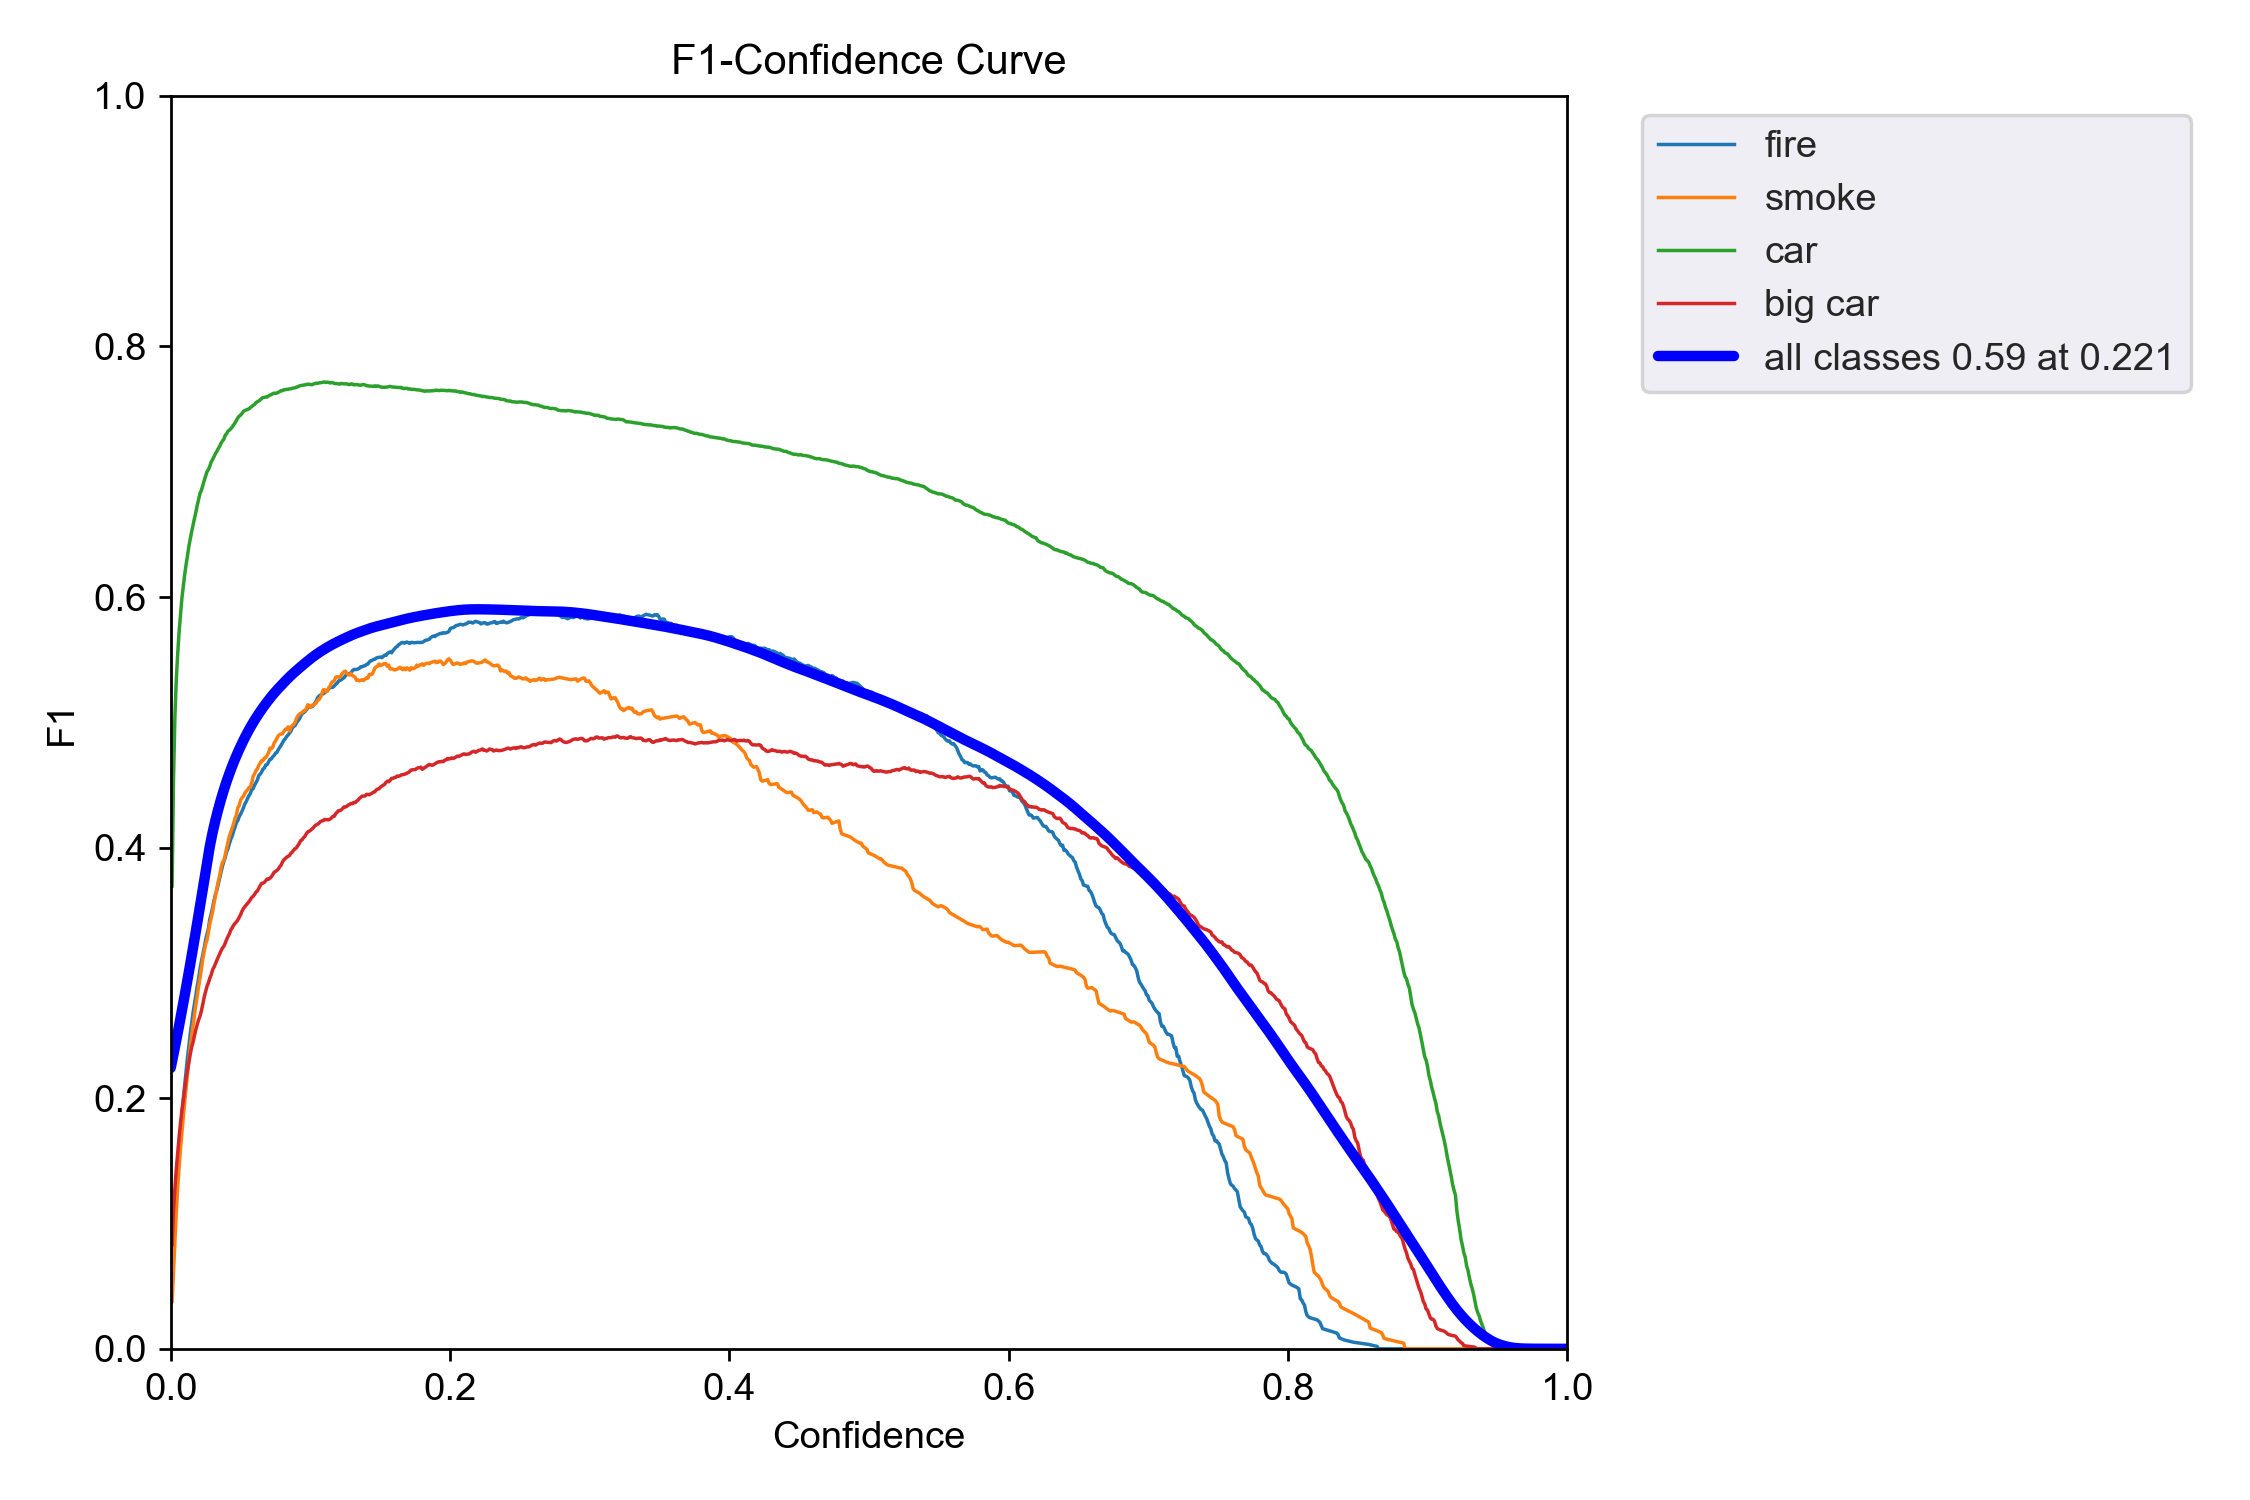 F1-Confidence Curve
1.0
0.8
0.6
0.4
0.2
0.0
F1
0.0 0.2 0.4 0.6 0.8 1.0
Confidence
fire
smoke
car
big car
all classes 0.59 at 0.221